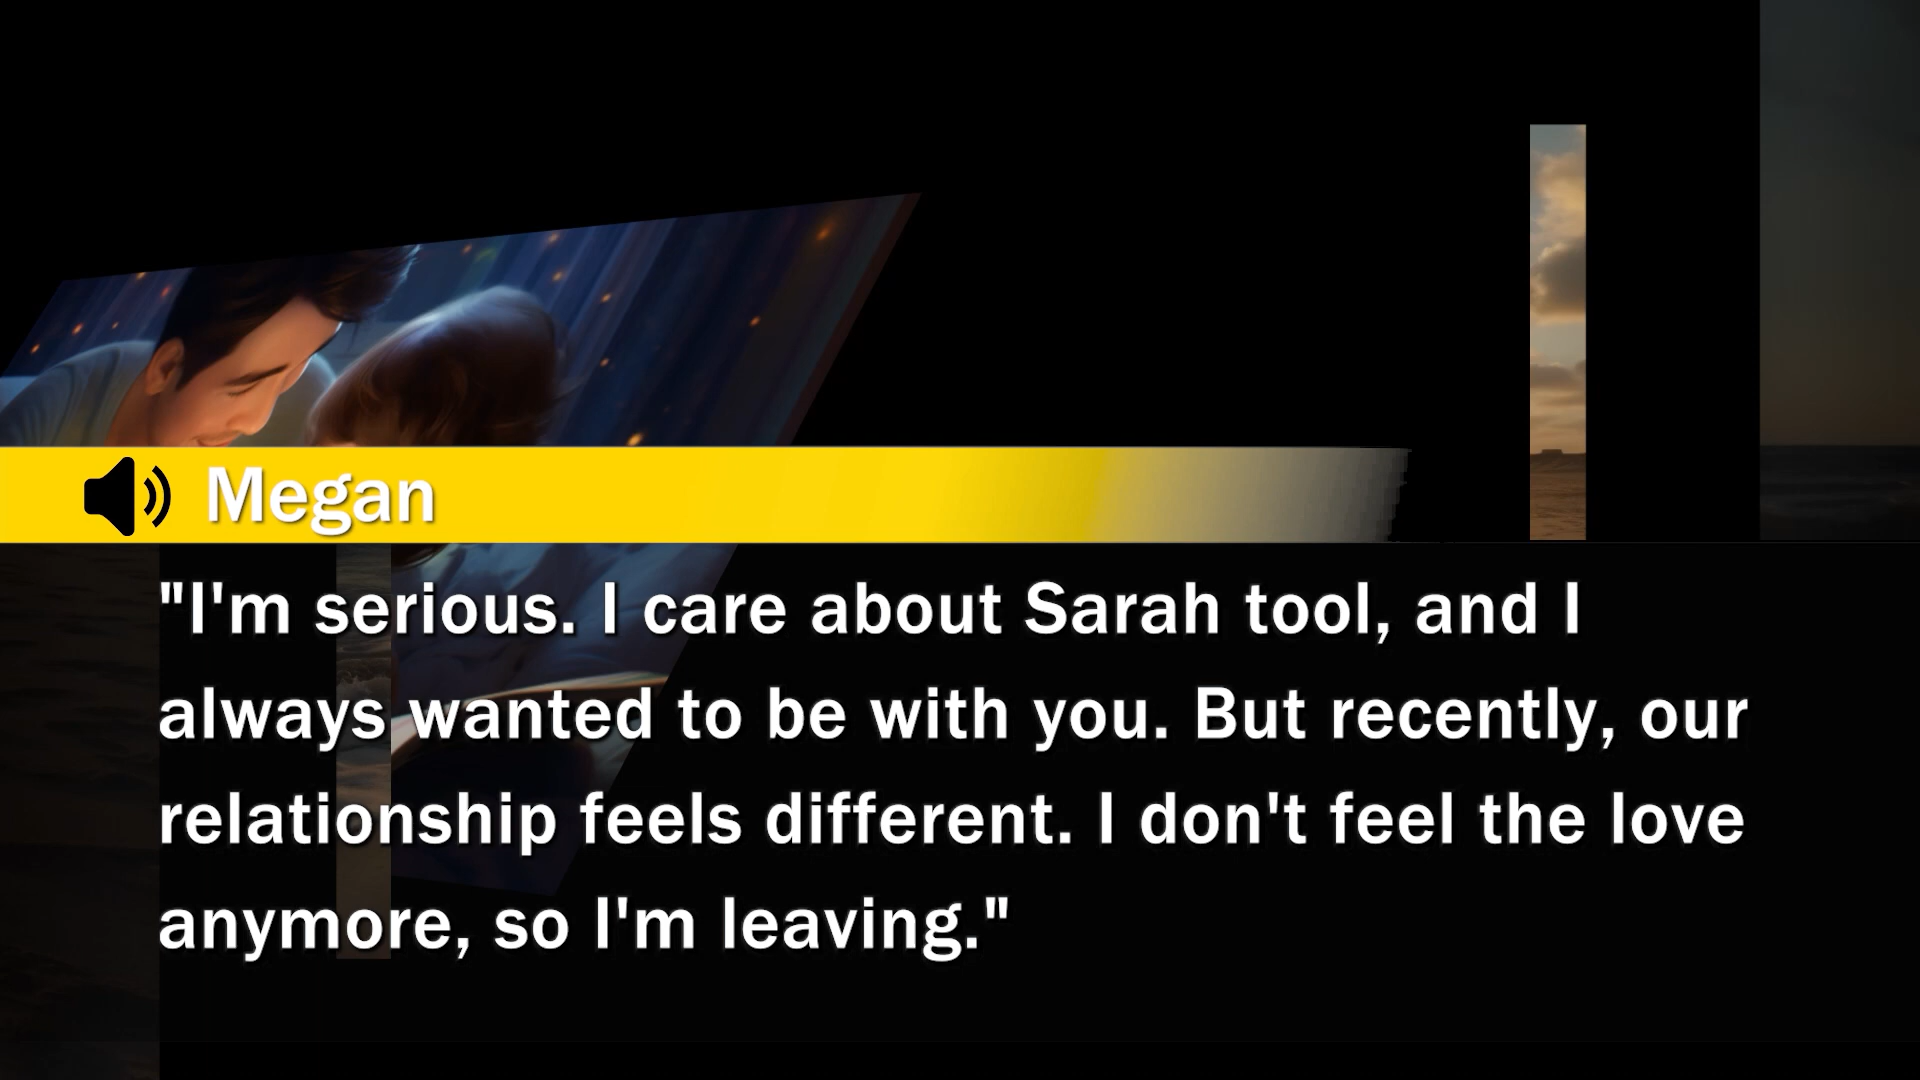 Megan
"I'm serious. I care about Sarah tool, and I
always wanted to be with you. But recently, our
relationship feels different. I don't feel the love
anymore, so I'm leaving."